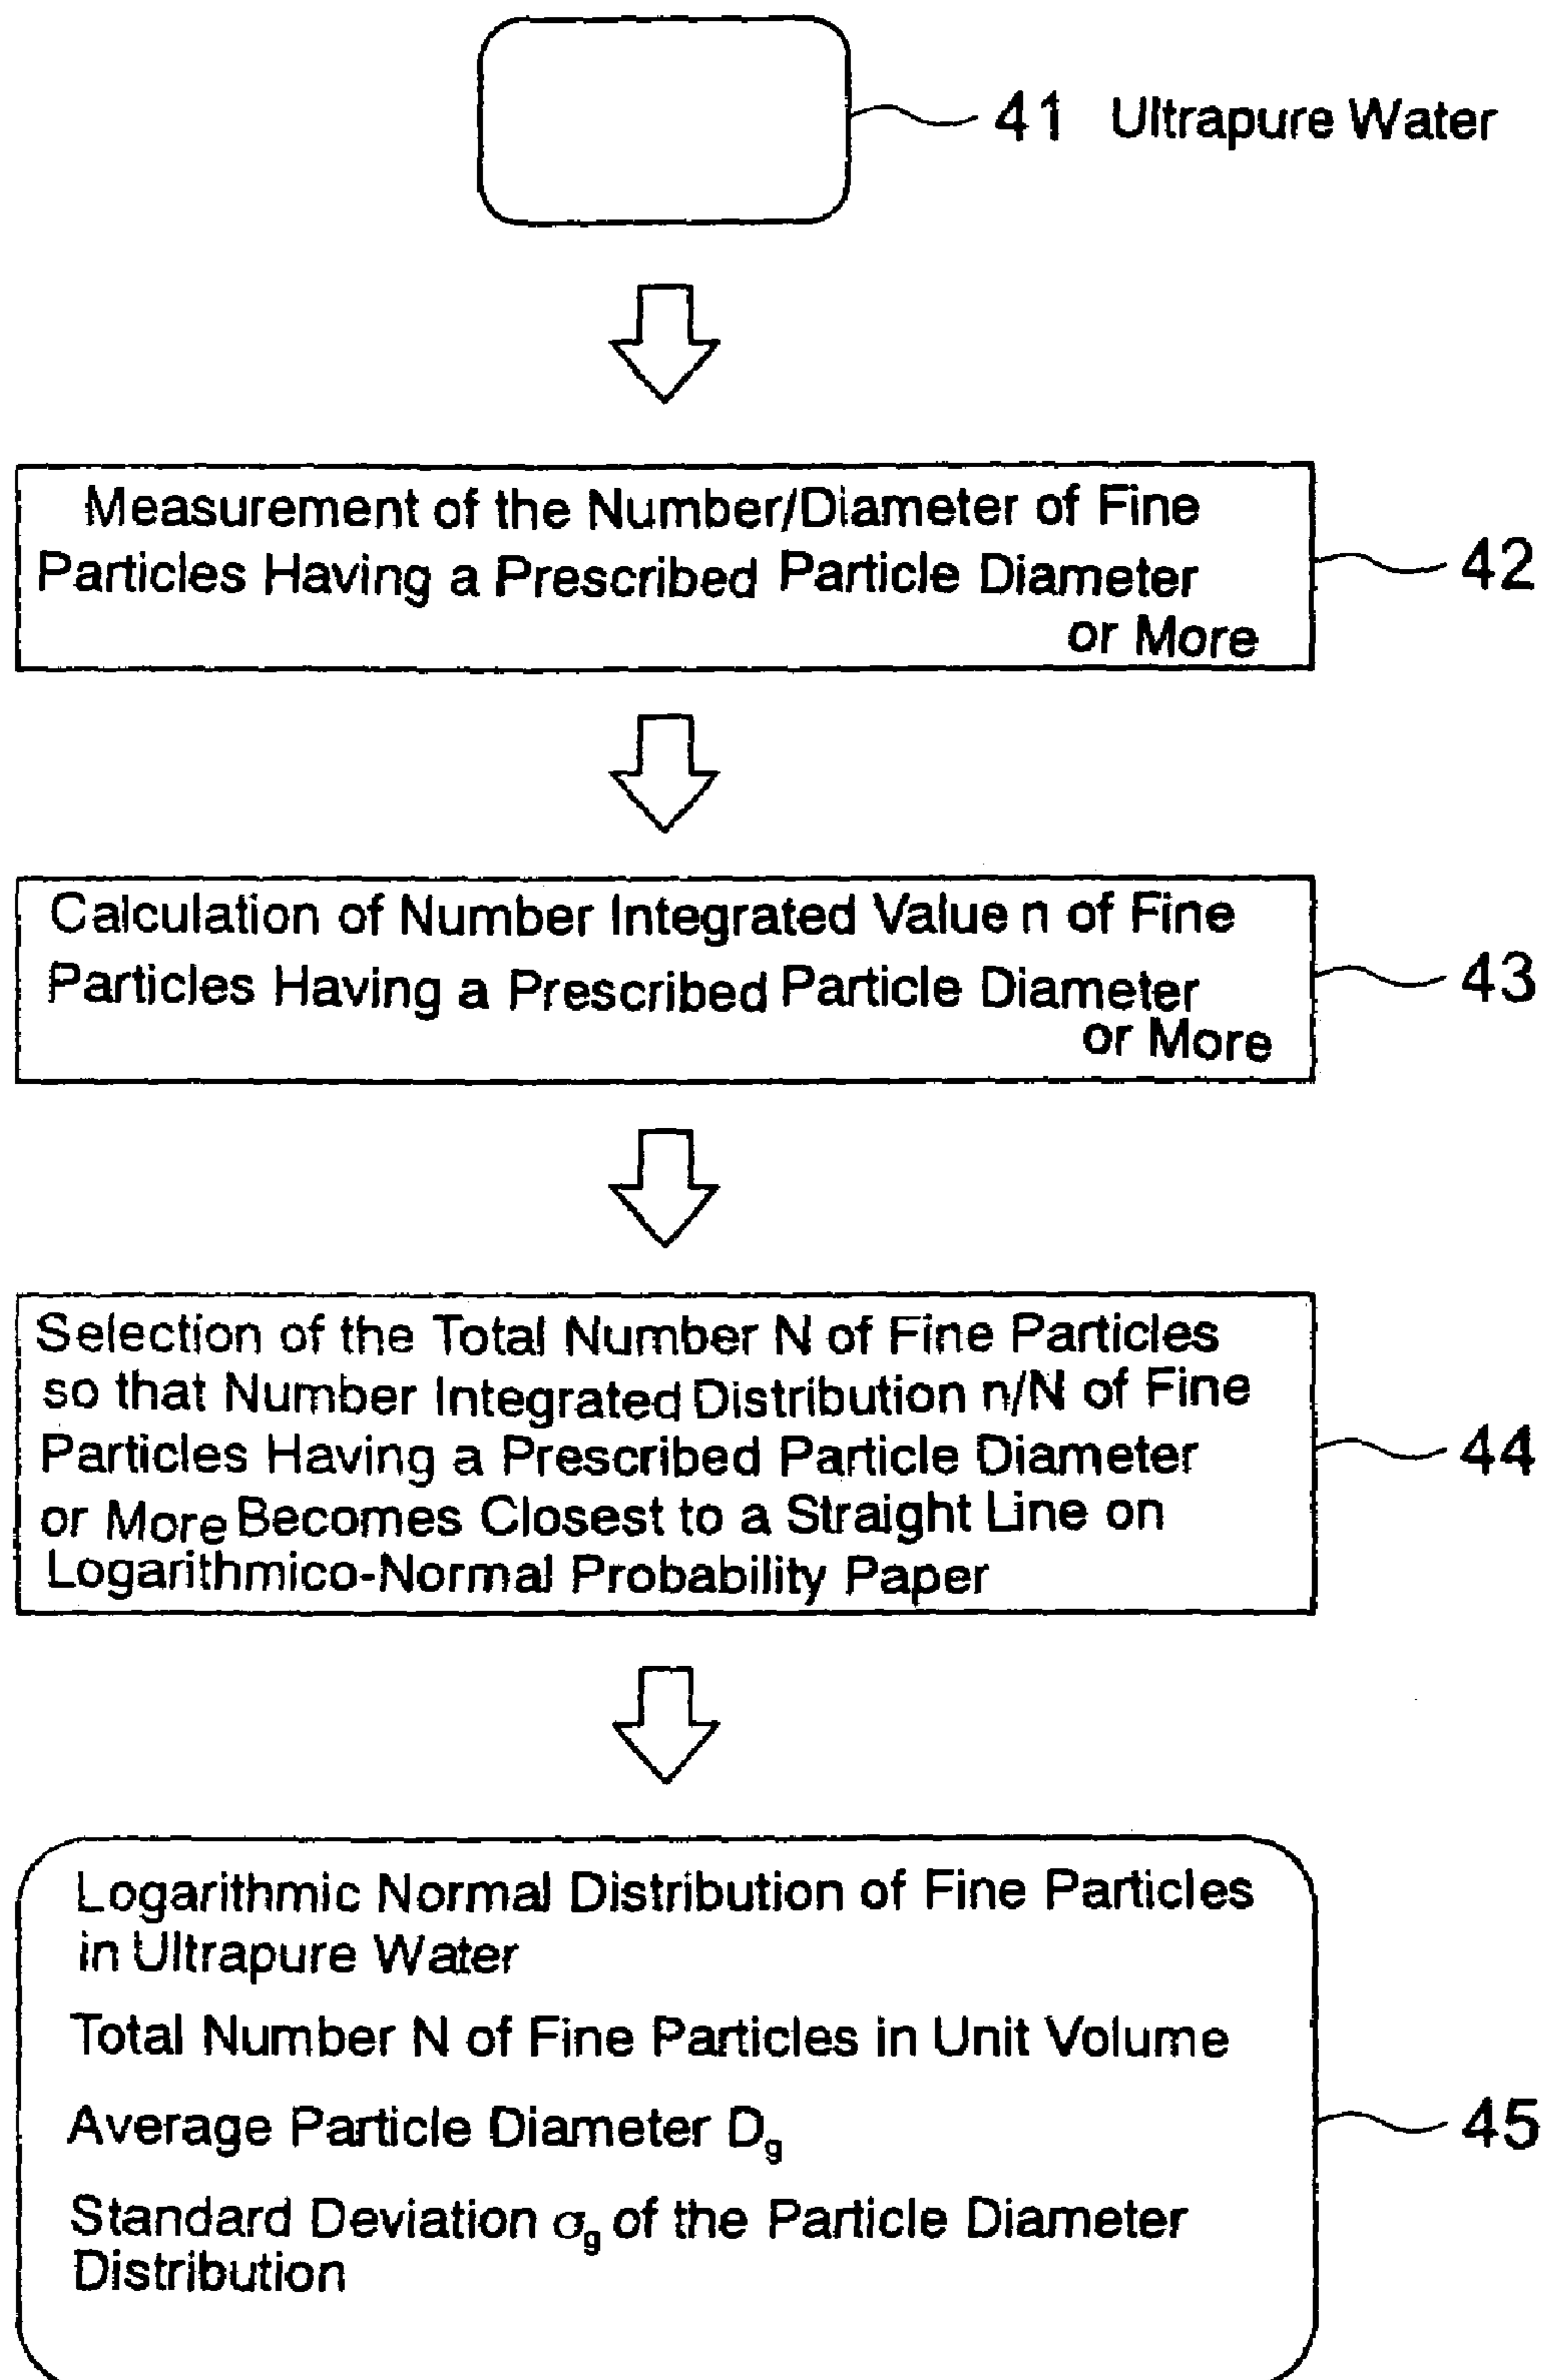 41 Ultrapure Water
Measurement of the Number/Diameter of Fine
Particles Having a Prescribed Particle Diameter
or More
42
Calculation of Number Integrated Value n of Fine
Particles Having a Prescribed Particle Diameter
or More
43
Selection of the Total Number N of Fine Particles
so that Number Integrated Distribution n/N of Fine
Particles Having a Prescribed Particle Diameter
or More Becomes Closest to a Straight Line on
Logarithmico-Normal Probability Paper
44
Logarithmic Normal Distribution of Fine Particles
in Ultrapure Water
Total Number N of Fine Particles in Unit Volume
Average Particle Diameter Dg
Standard Deviation σg of the Particle Diameter
Distribution
45